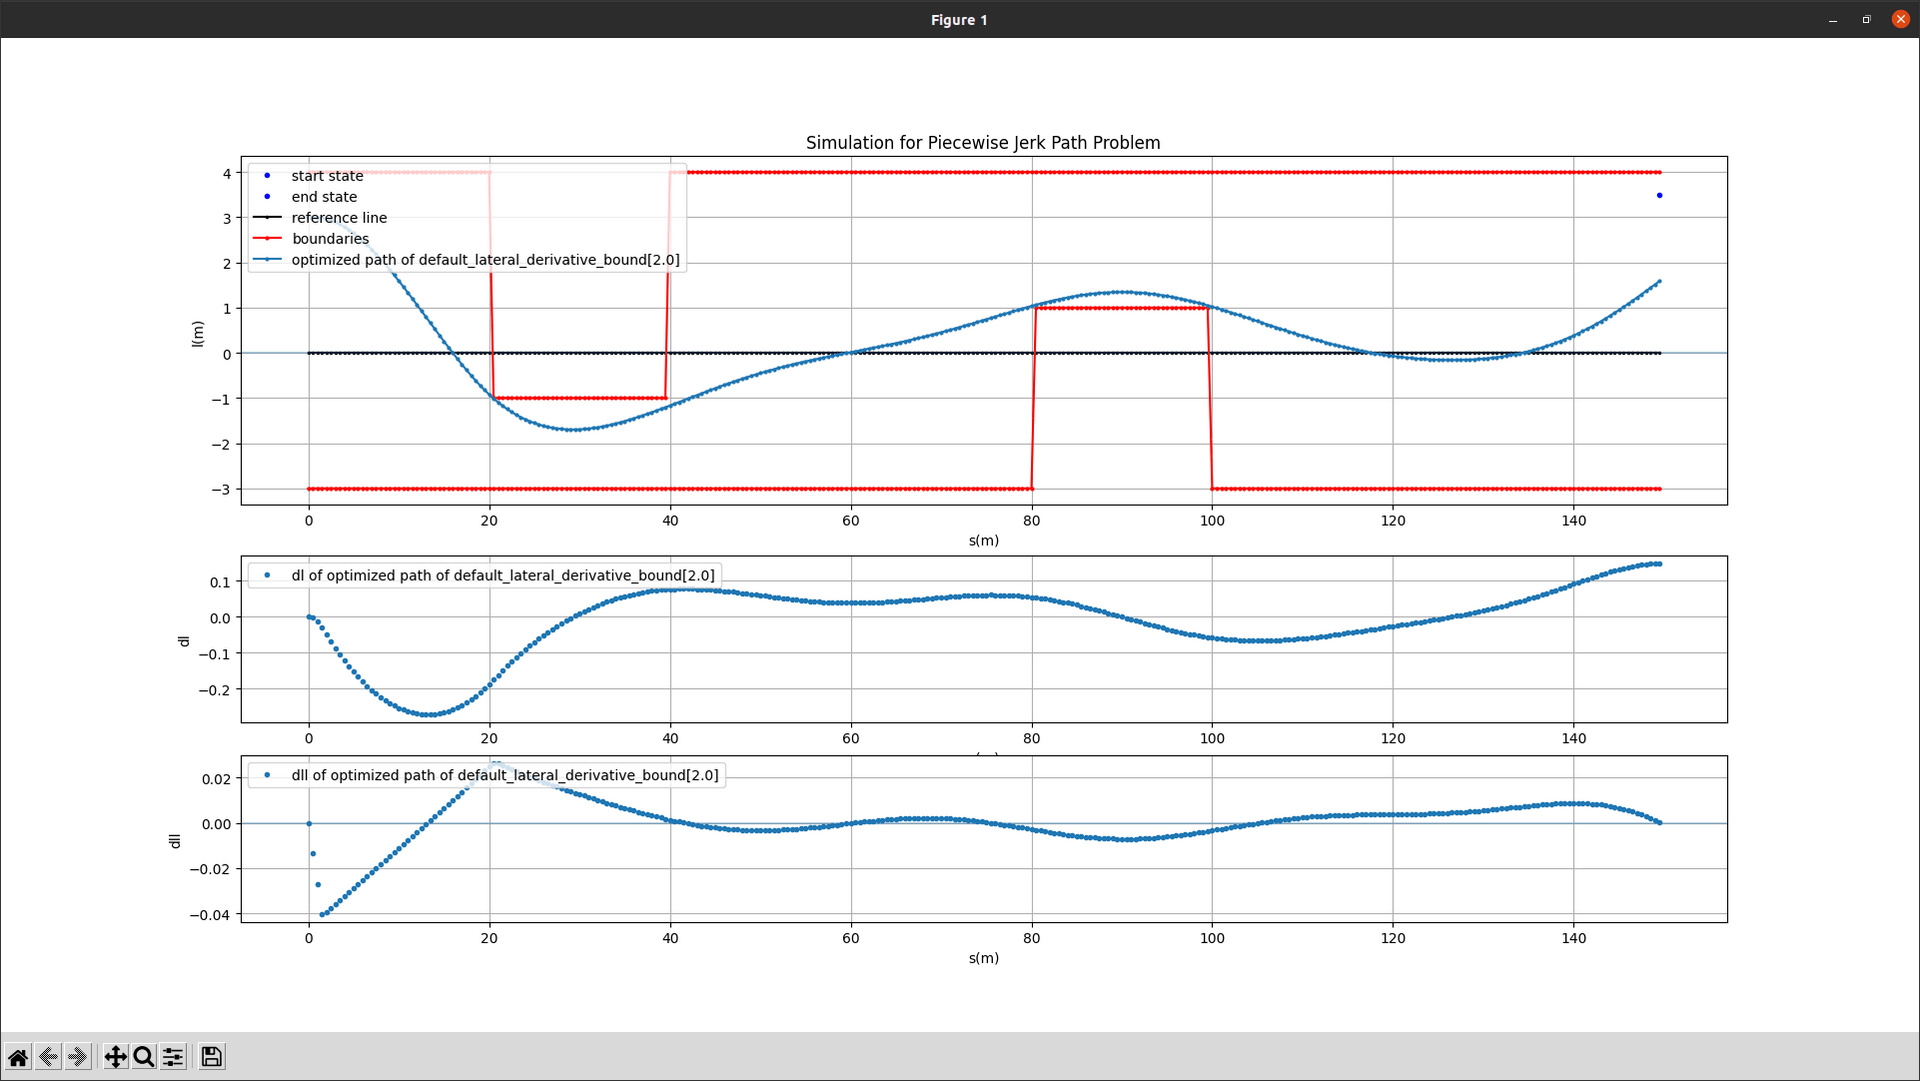 Figure 1
Simulation for Piecewise Jerk Path Problem
start state
end state
reference line
boundaries
optimized path of default_lateral_derivative_bound[2.0]
4
3
2
1
0
−1
−2
−3
l(m)
0 20 40 60 80 100 120 140
s(m)
dl of optimized path of default_lateral_derivative_bound[2.0]
0.1
0.0
−0.1
−0.2
dl
0 20 40 60 80 100 120 140
dll of optimized path of default_lateral_derivative_bound[2.0]
0.02
0.00
−0.02
−0.04
dll
0 20 40 60 80 100 120 140
s(m)